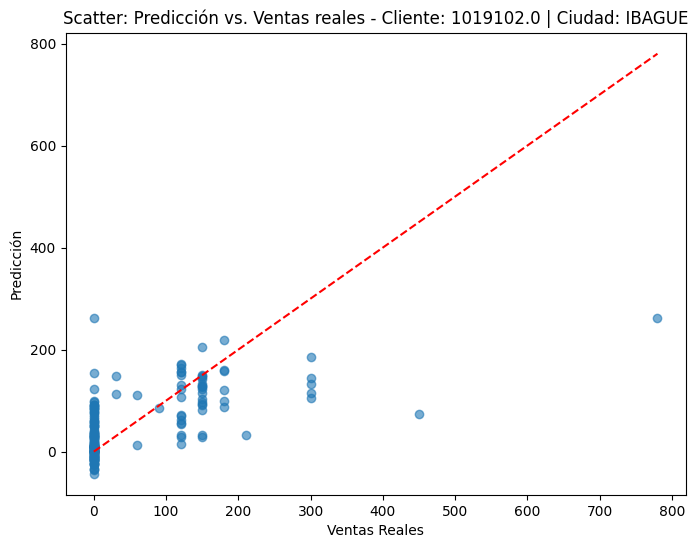 Scatter: Predicción vs. Ventas reales - Cliente: 1019102.0 | Ciudad: IBAGUE
800
600
400
200
0
Predicción
0 100 200 300 400 500 600 700 800
Ventas Reales